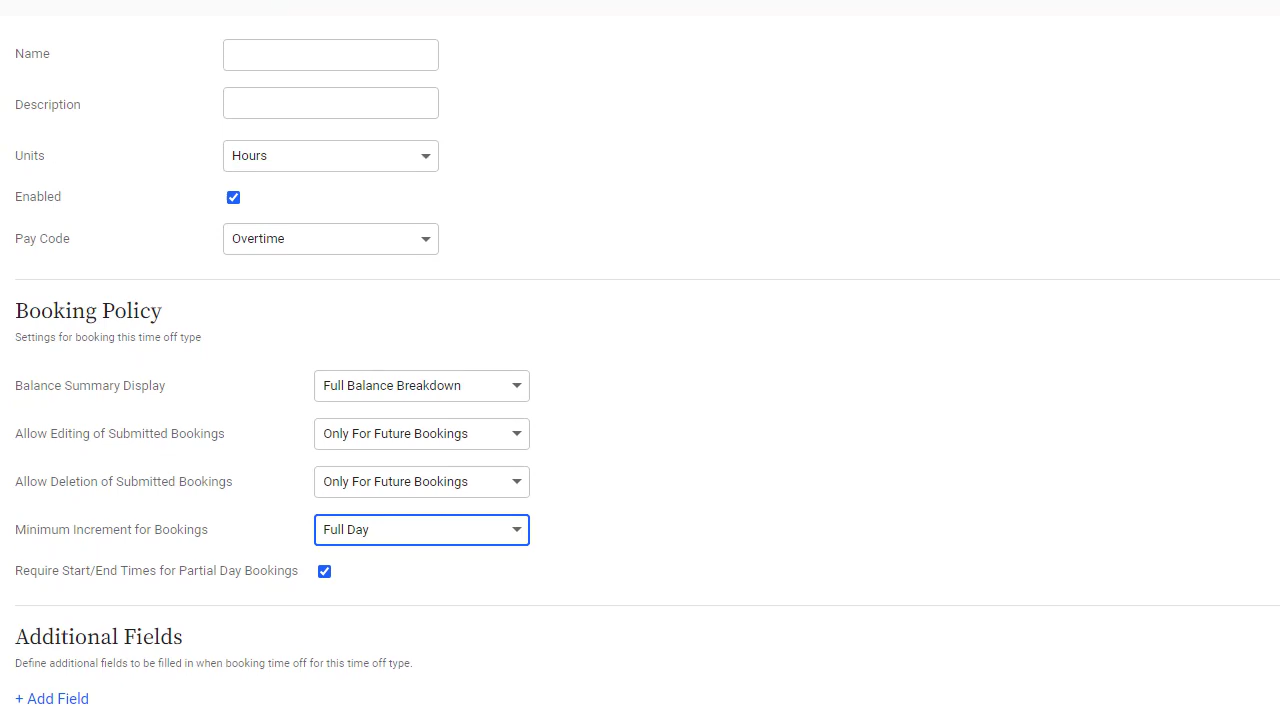 Name
Description
Units Hours
Enabled
Pay Code Overtime
Booking Policy
Settings for booking this time off type
Balance Summary Display Full Balance Breakdown
Allow Editing of Submitted Bookings Only For Future Bookings
Allow Deletion of Submitted Bookings Only For Future Bookings
Minimum Increment for Bookings Full Day
Require Start/End Times for Partial Day Bookings
Additional Fields
Define additional fields to be filled in when booking time off for this time off type.
+ Add Field